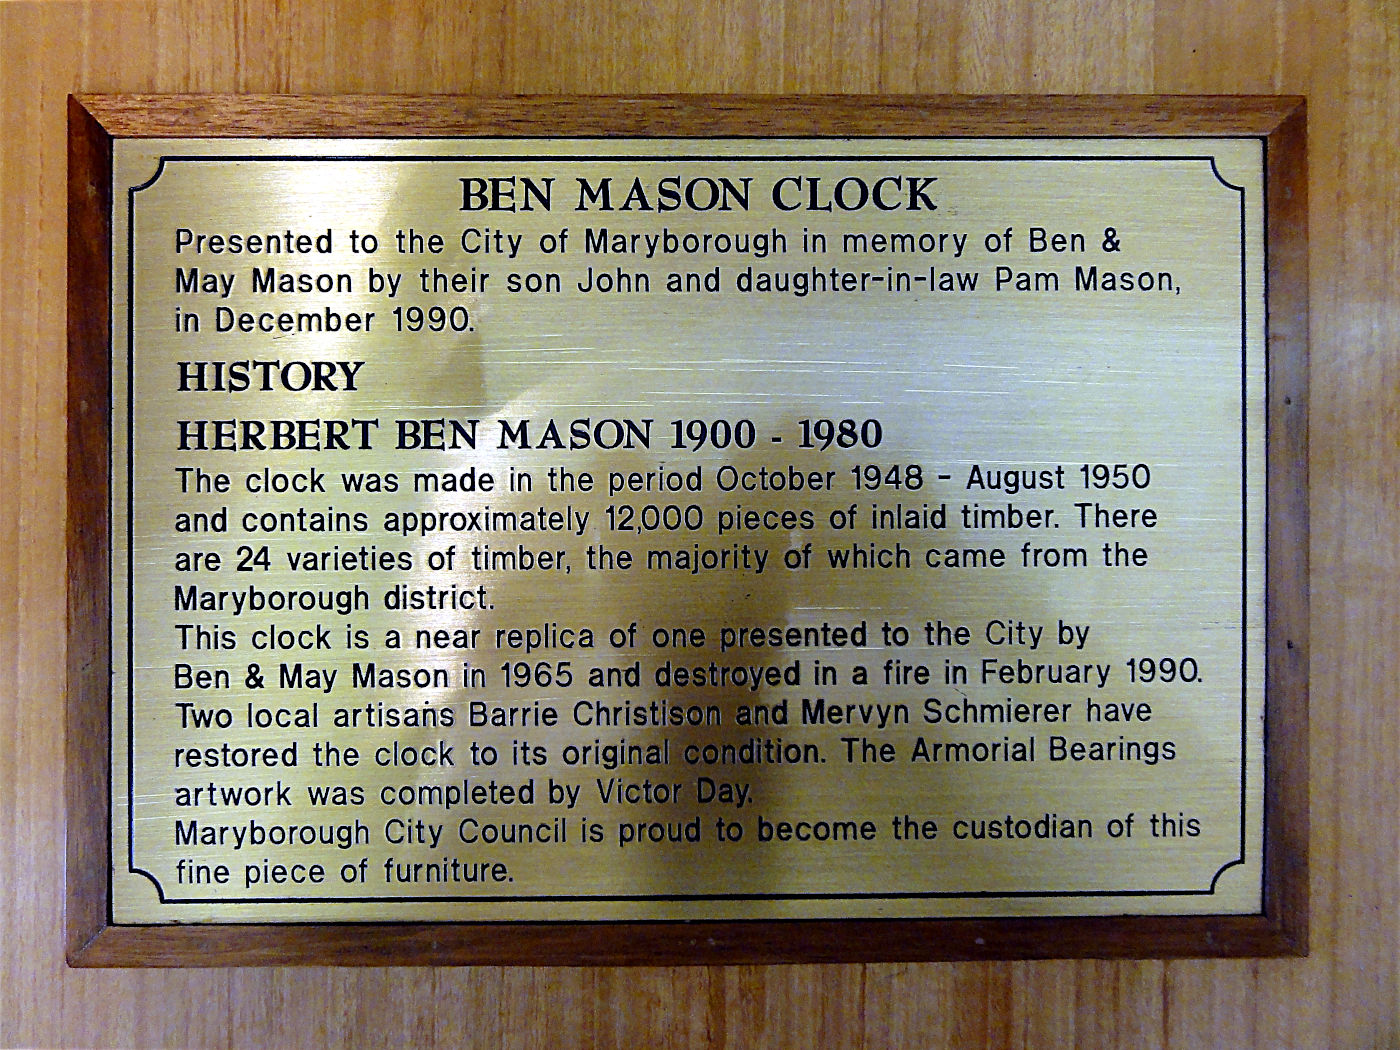 BEN MASON CLOCK
Presented to the City of Maryborough in memory of Ben &
May Mason by their son John and daughter-in-law Pam Mason,
in December 1990.
HISTORY
HERBERT BEN MASON 1900 - 1980
The clock was made in the period October 1948 - August 1950
and contains approximately 12,000 pieces of inlaid timber. There
are 24 varieties of timber, the majority of which came from the
Maryborough district.
This clock is a near replica of one presented to the City by
Ben & May Mason in 1965 and destroyed in a fire in February 1990.
Two local artisans Barrie Christison and Mervyn Schmierer have
restored the clock to its original condition. The Armorial Bearings
artwork was completed by Victor Day.
Maryborough City Council is proud to become the custodian of this
fine piece of furniture.